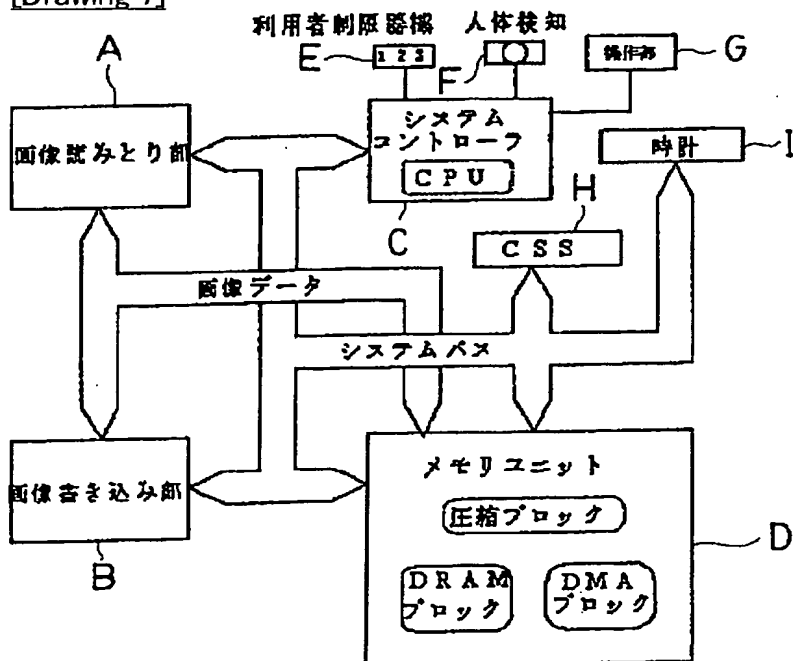 [Drawing 7]
利用者制限器機
人体検知
A
E
1 2 3
F
操作部
G
画像読みとり部
システム
コントローラ
CPU
C
時計
I
H
CSS
画像データ
システムバス
画像書き込み部
B
メモリユニット
圧縮ブロック
DRAM
ブロック
DMA
ブロック
D